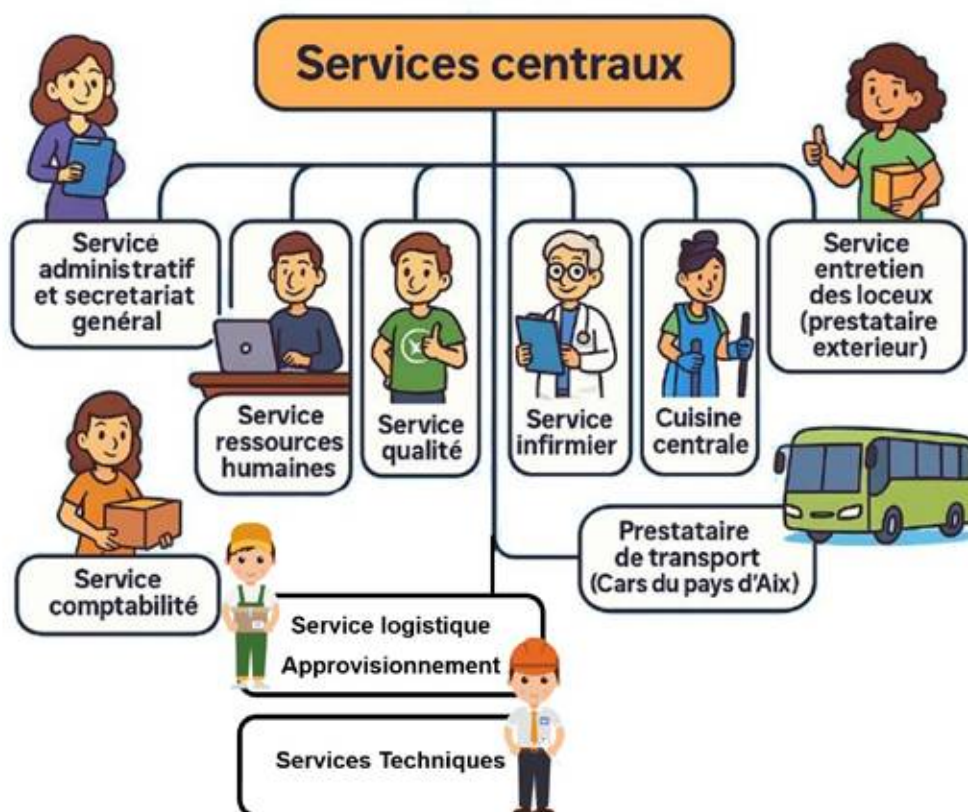 Services centraux
Service
administratif
et secretariat
genéral
Service
ressources
humaines
Service
qualité
Service
infirmier
Cuisine
centrale
Service
entretien
des loceux
(prestataire
exterieur)
Service
comptabilité
Prestataire
de transport
(Cars du pays d'Aix)
Service logistique
Approvisionnement
Services Techniques